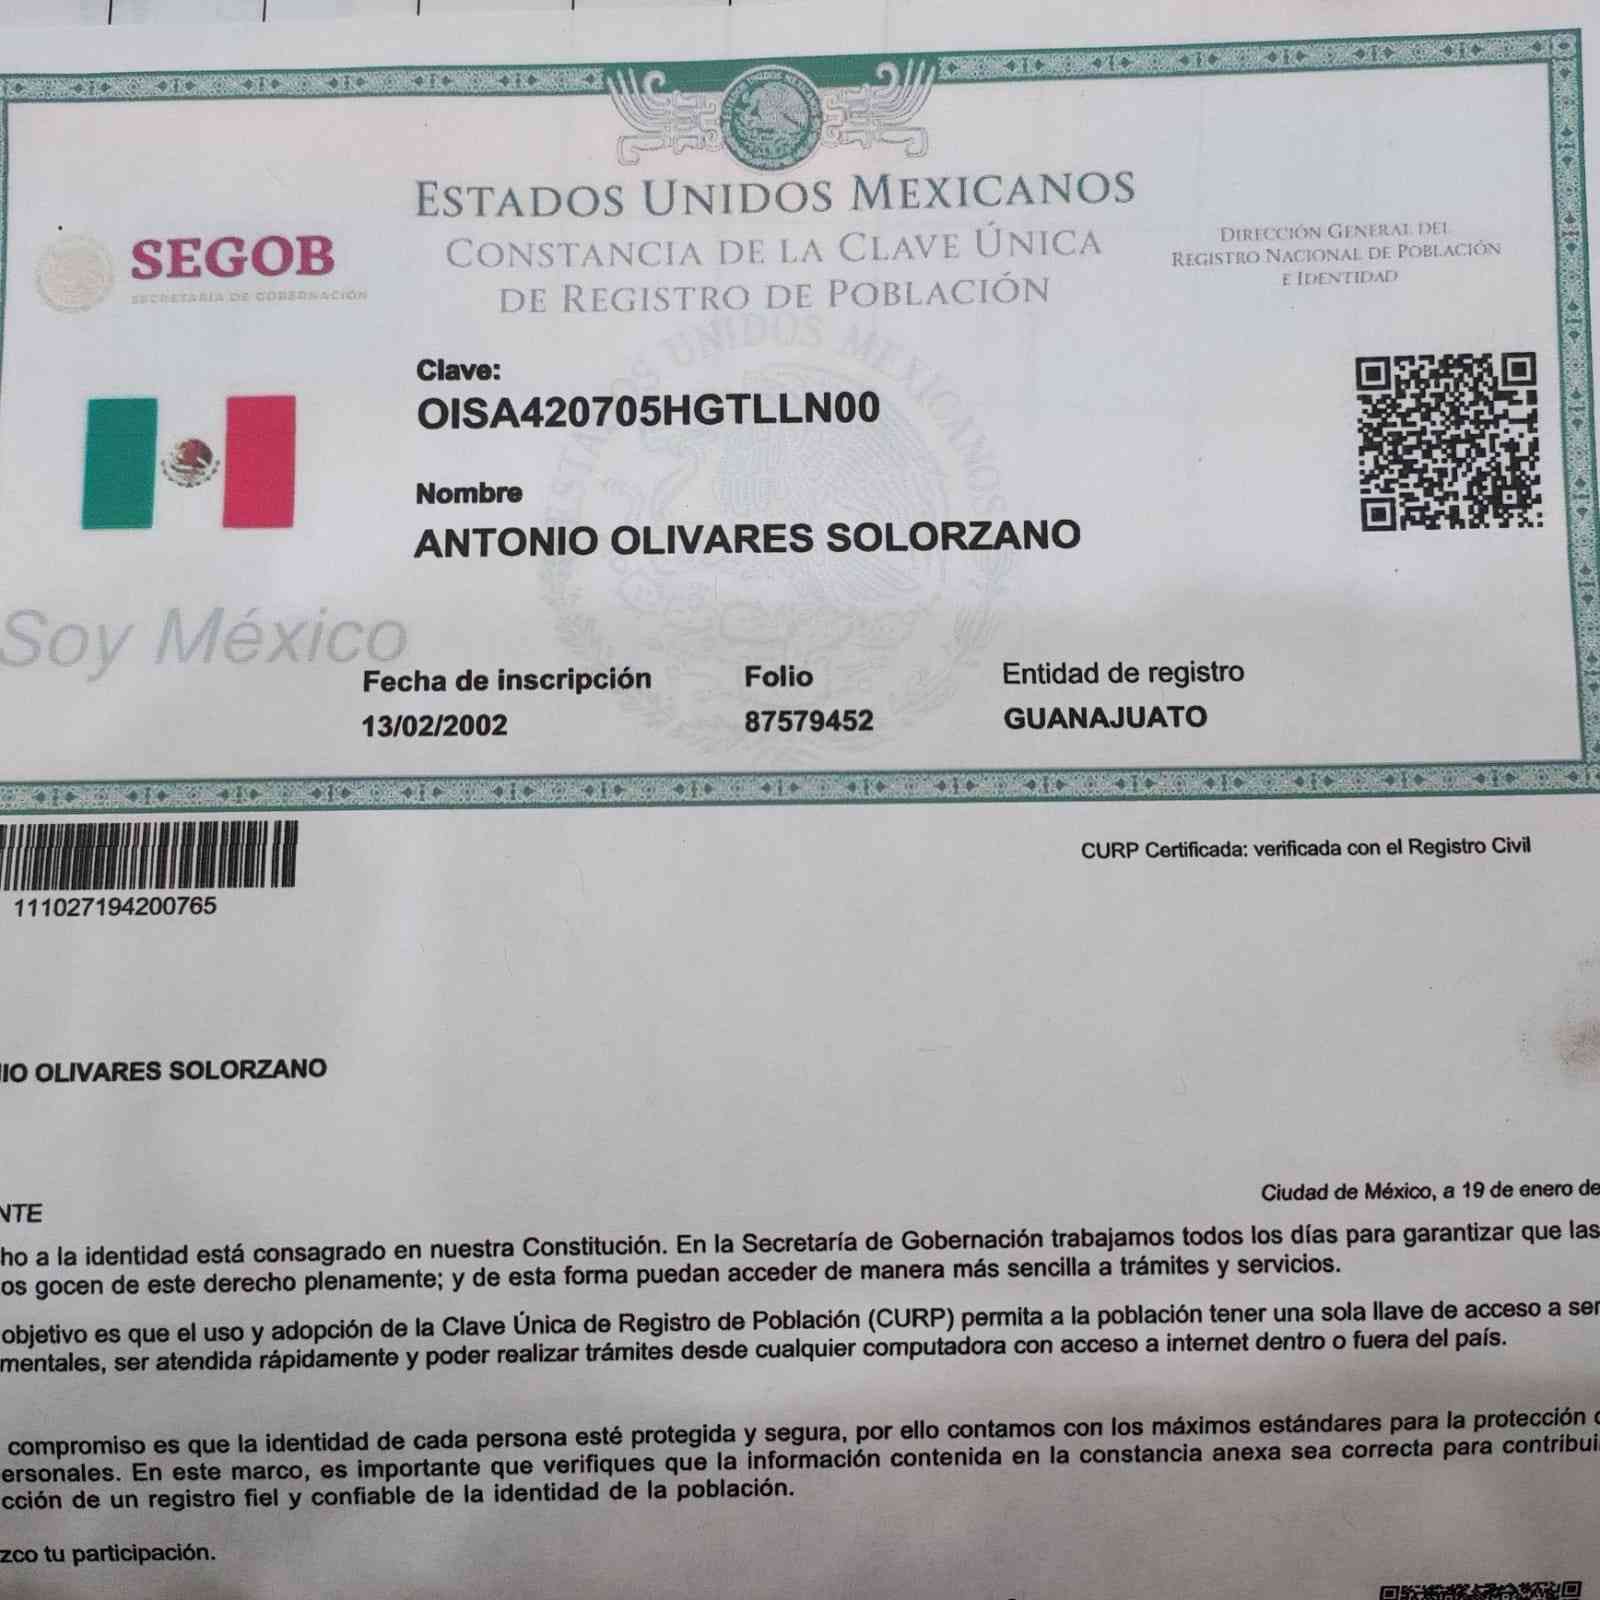 ESTADOS UNIDOS MEXICANOS
CONSTANCIA DE LA CLAVE ÚNICA
DE REGISTRO DE POBLACIÓN
SEGOB
SECRETARÍA DE GOBERNACIÓN
DIRECCIÓN GENERAL DEL
REGISTRO NACIONAL DE POBLACIÓN
E IDENTIDAD
Clave:
OISA420705HGTLLN00
Nombre
ANTONIO OLIVARES SOLORZANO
Soy México
ESTADOS UNIDOS MEXICANOS
Fecha de inscripción
13/02/2002
Folio
87579452
Entidad de registro
GUANAJUATO
111027194200765
CURP Certificada: verificada con el Registro Civil
IO OLIVARES SOLORZANO
Ciudad de México, a 19 de enero de
NTE
ho a la identidad está consagrado en nuestra Constitución. En la Secretaría de Gobernación trabajamos todos los días para garantizar que las
os gocen de este derecho plenamente; y de esta forma puedan acceder de manera más sencilla a trámites y servicios.
objetivo es que el uso y adopción de la Clave Única de Registro de Población (CURP) permita a la población tener una sola llave de acceso a ser
mentales, ser atendida rápidamente y poder realizar trámites desde cualquier computadora con acceso a internet dentro o fuera del país.
compromiso es que la identidad de cada persona esté protegida y segura, por ello contamos con los máximos estándares para la protección
ersonales. En este marco, es importante que verifiques que la información contenida en la constancia anexa sea correcta para contribui
cción de un registro fiel y confiable de la identidad de la población.
zco tu participación.